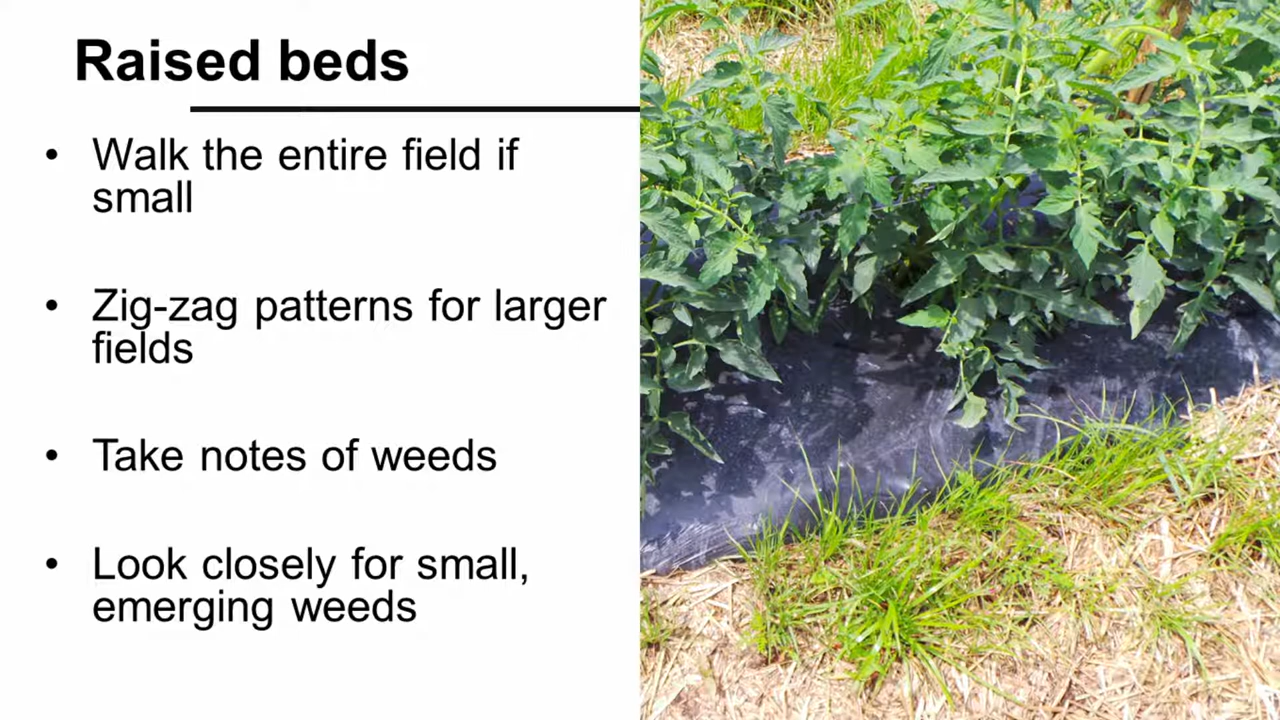 Raised beds
• Walk the entire field if
small
• Zig-zag patterns for larger
fields
• Take notes of weeds
• Look closely for small,
emerging weeds